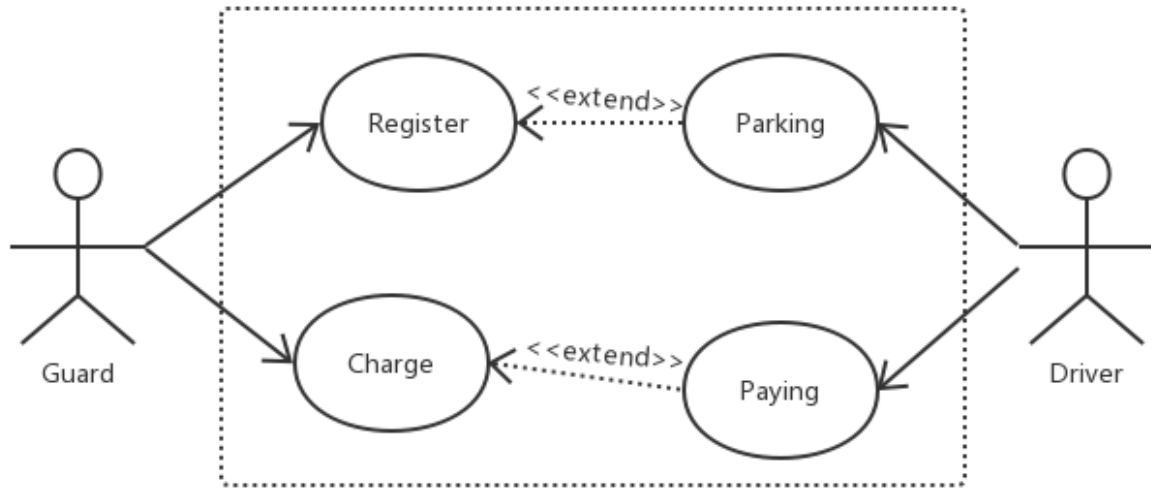 <<extend>>
Register
Parking
<<extend>>
Charge
Paying
Guard
Driver